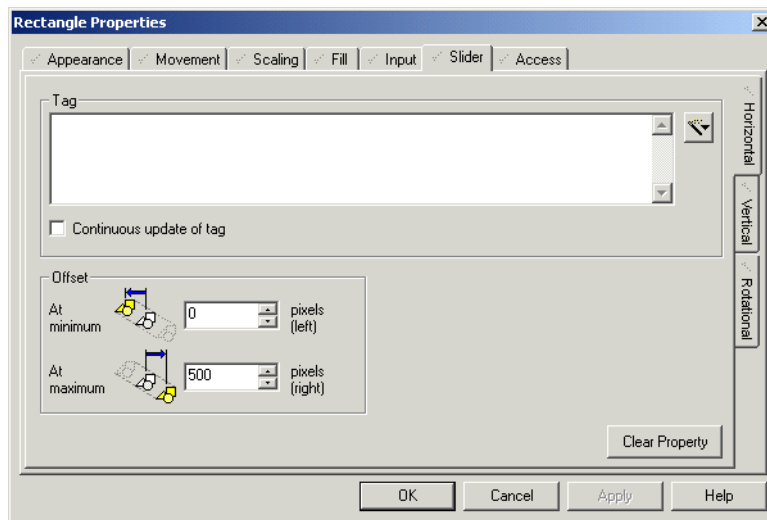 Rectangle Properties
Appearance Movement Scaling Fill Input Slider Access
Tag
Continuous update of tag
Offset
At minimum 0 pixels (left)
At maximum 500 pixels (right)
Clear Property
Horizontal
Vertical
Rotational
OK Cancel Apply Help